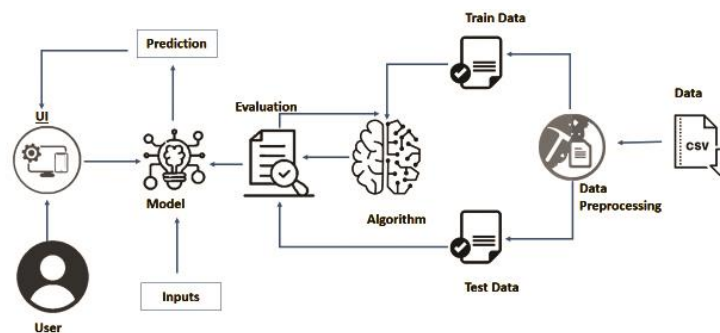 Train Data
Prediction
Data
UI
Evaluation
CSV
Model
Algorithm
Data
Preprocessing
Inputs
Test Data
User